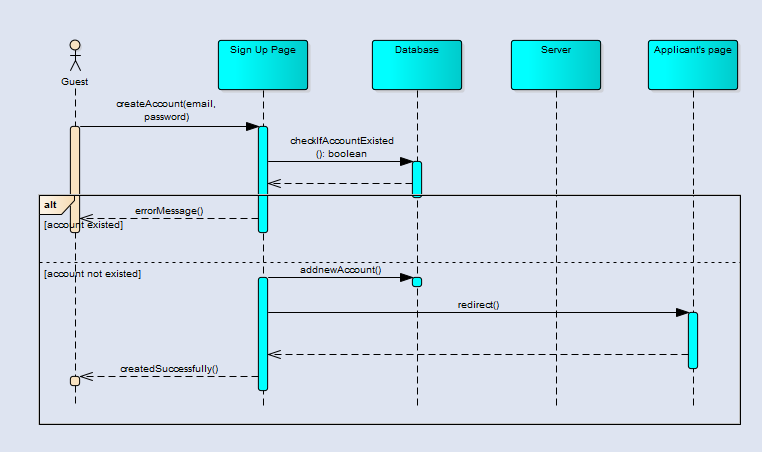 Guest
Sign Up Page
Database
Server
Applicant's page
createAccount(email,
password)
checkIfAccountExisted
(): boolean
alt
errorMessage()
[account existed]
[account not existed]
addnewAccount()
redirect()
createdSuccessfully()